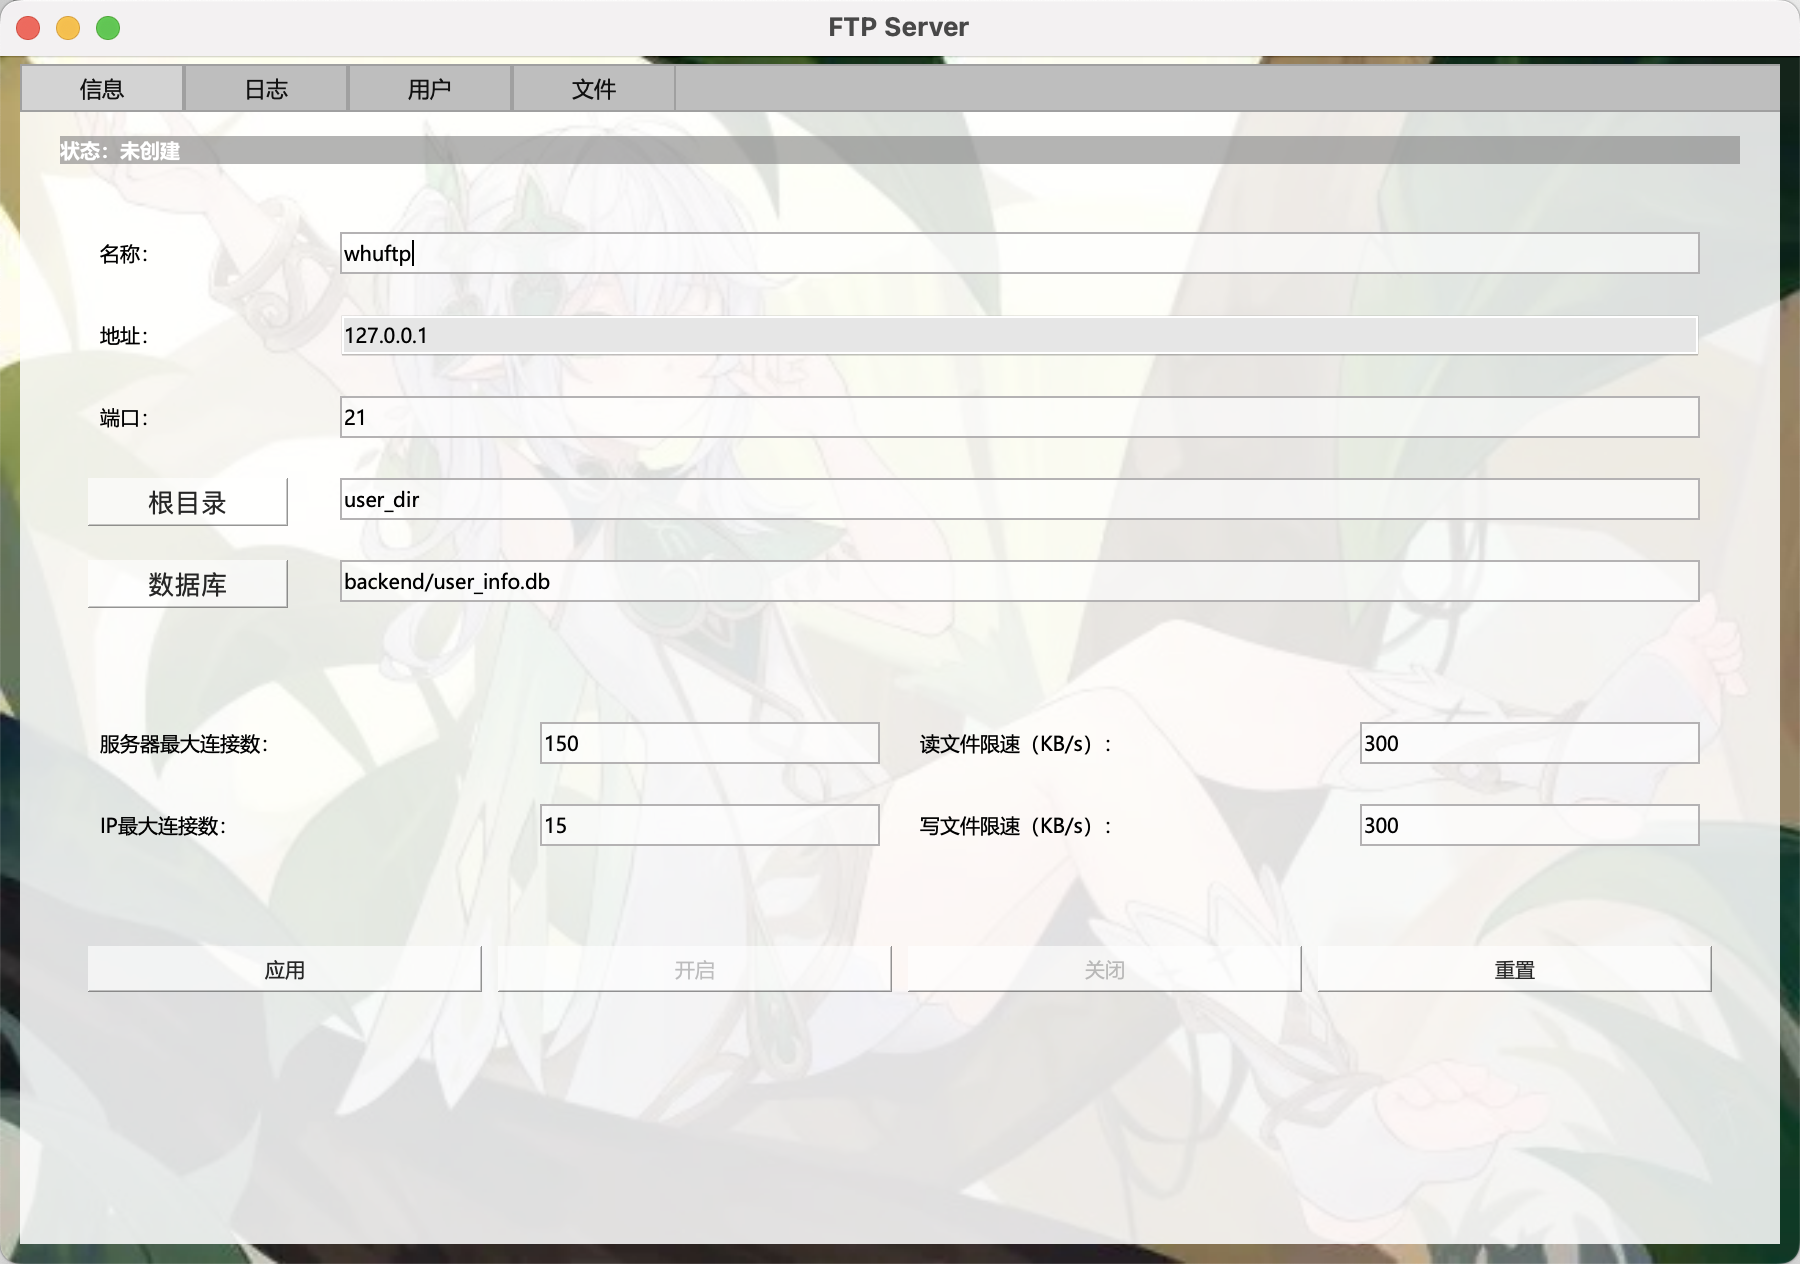 FTP Server
信息 日志 用户 文件
状态：未创建
名称： whuftp
地址： 127.0.0.1
端口： 21
根目录 user_dir
数据库 backend/user_info.db
服务器最大连接数： 150 读文件限速（KB/s）： 300
IP最大连接数： 15 写文件限速（KB/s）： 300
应用 开启 关闭 重置